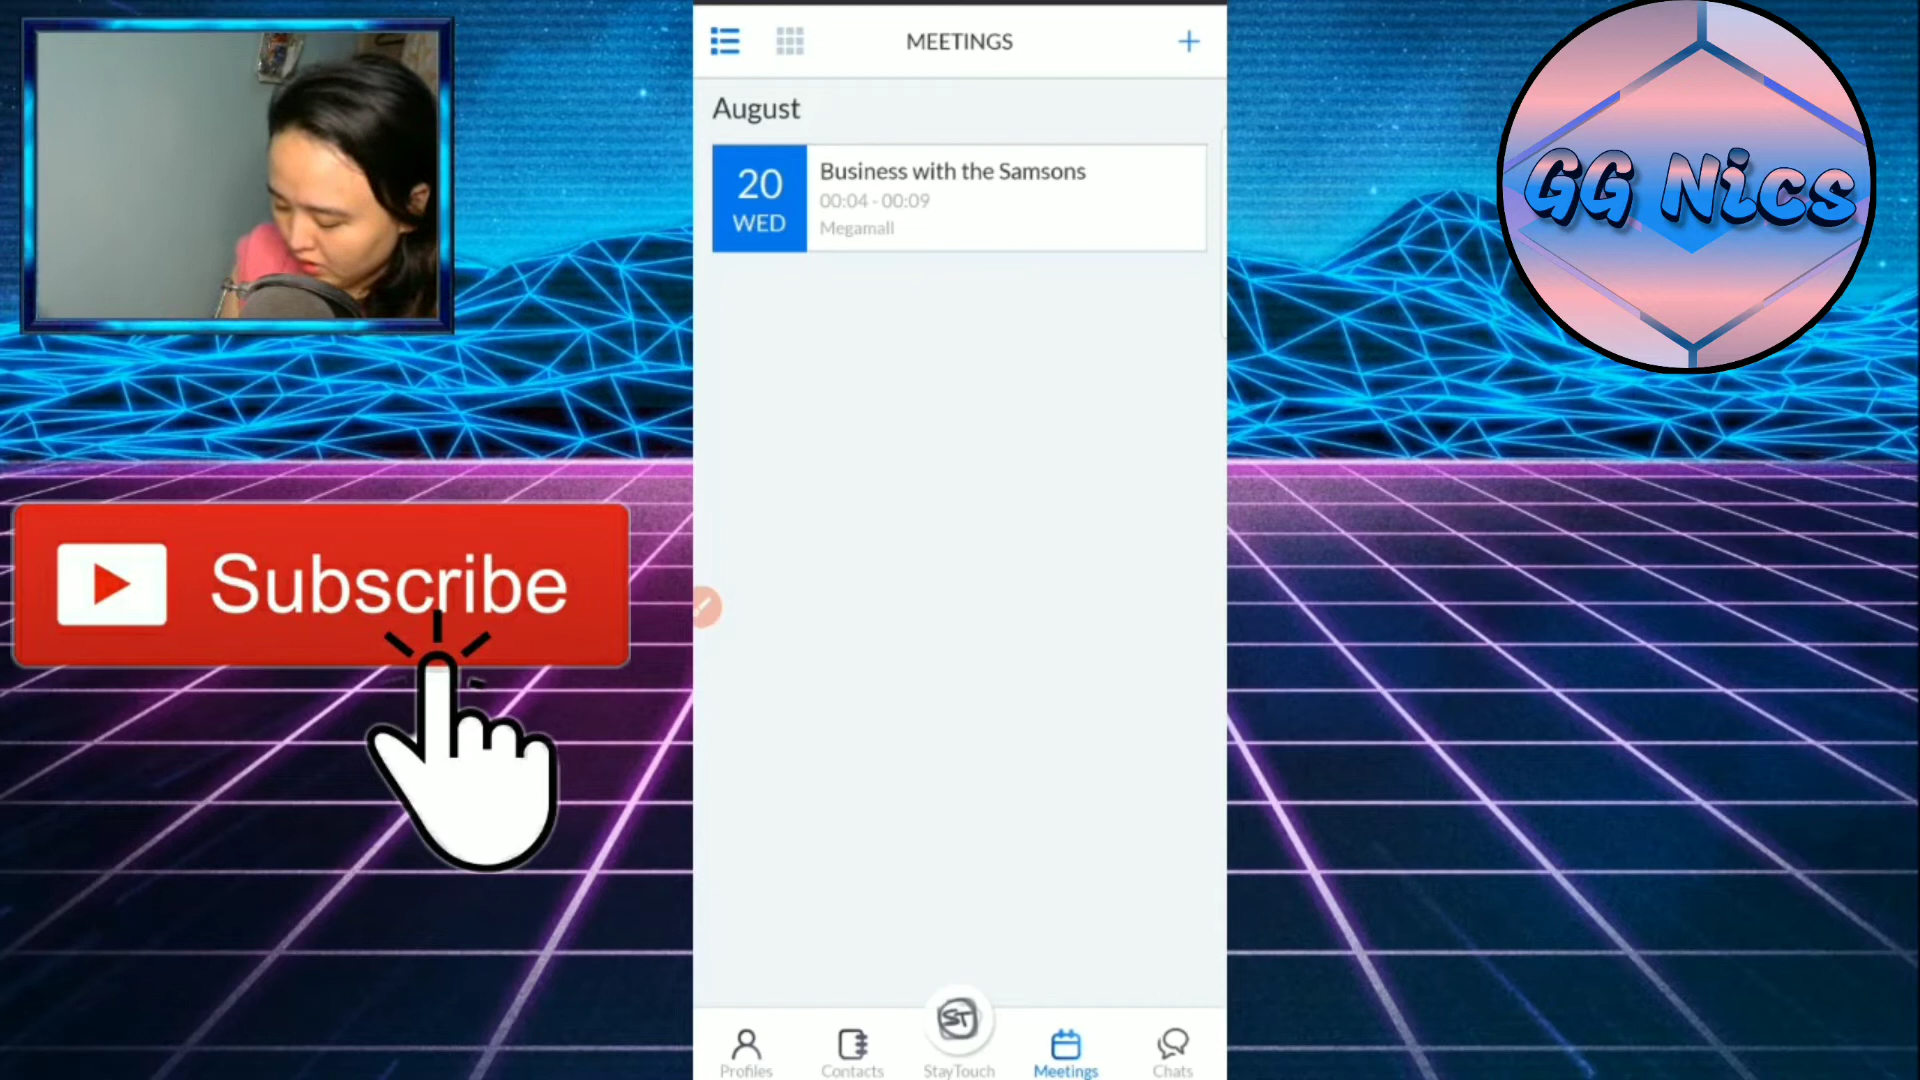 MEETINGS
August
20
WED
Business with the Samsons
00:04 - 00:09
Megamall
GG Nics
Subscribe
ST
Profiles
Contacts
StayTouch
Meetings
Chats